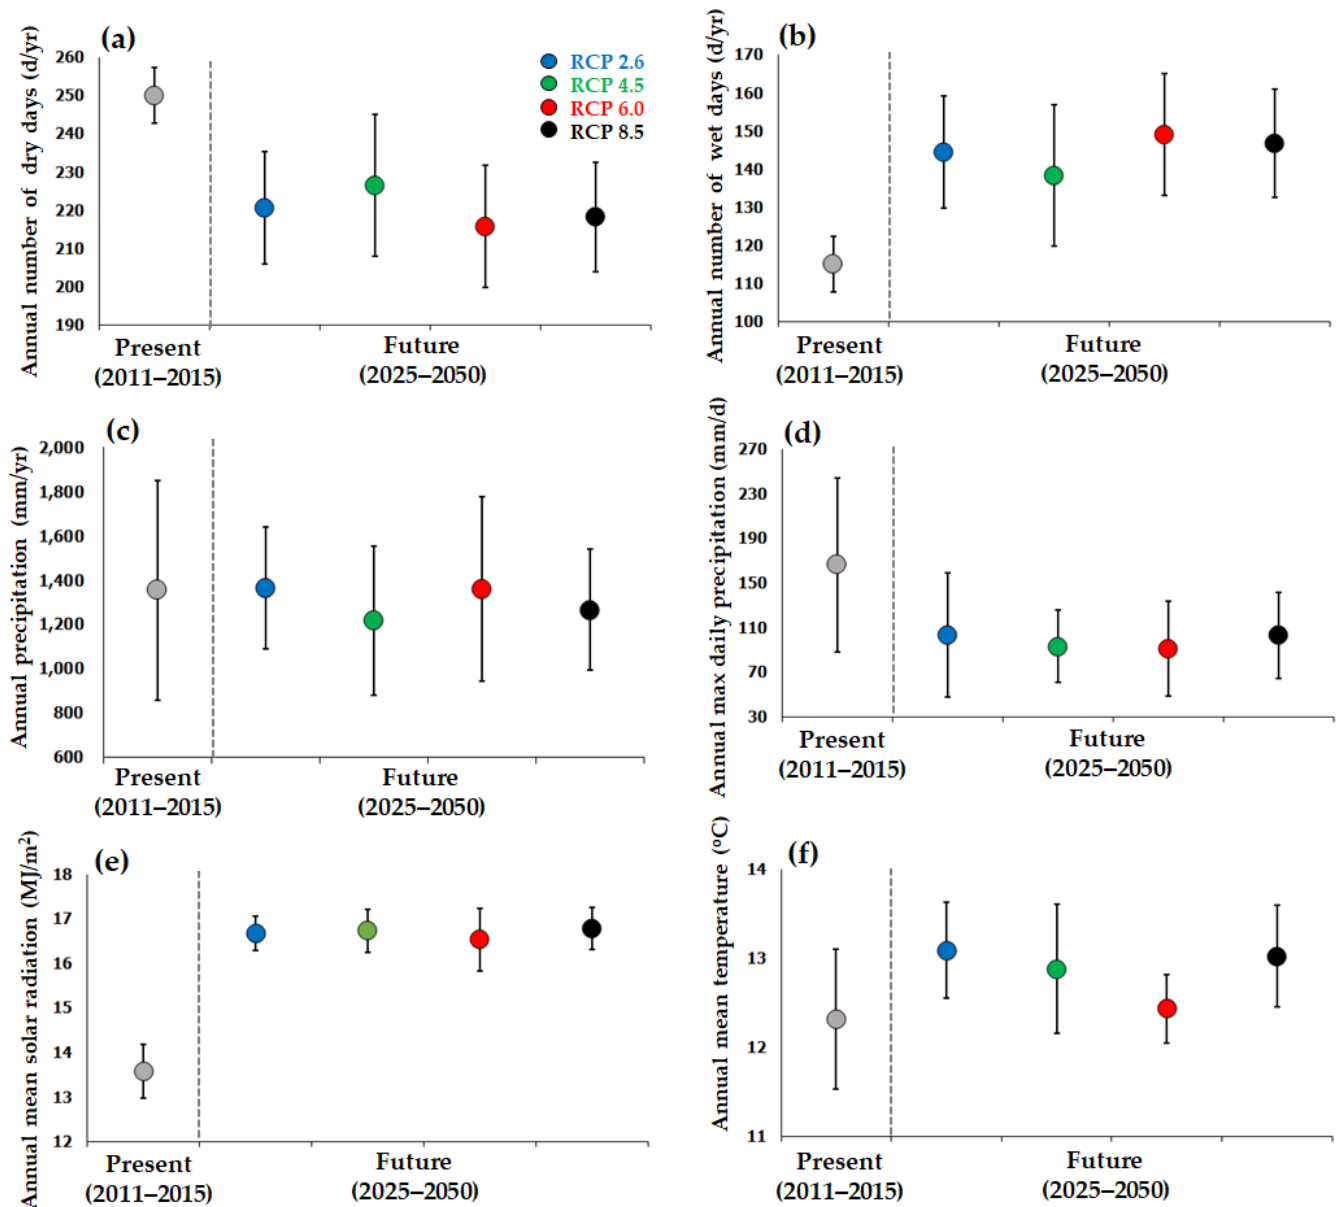 (a)
Annual number of dry days (d/yr)
260
250
240
230
220
210
200
190
RCP 2.6
RCP 4.5
RCP 6.0
RCP 8.5
Present
(2011–2015)
Future
(2025–2050)
(b)
Annual number of wet days (d/yr)
170
160
150
140
130
120
110
100
Present
(2011–2015)
Future
(2025–2050)
(c)
Annual precipitation (mm/yr)
2,000
1,800
1,600
1,400
1,200
1,000
800
600
Present
(2011–2015)
Future
(2025–2050)
(d)
Annual max daily precipitation (mm/d)
270
230
190
150
110
70
30
Present
(2011–2015)
Future
(2025–2050)
(e)
Annual mean solar radiation (MJ/m²)
18
17
16
15
14
13
12
Present
(2011–2015)
Future
(2025–2050)
(f)
Annual mean temperature (ºC)
14
13
12
11
Present
(2011–2015)
Future
(2025–2050)